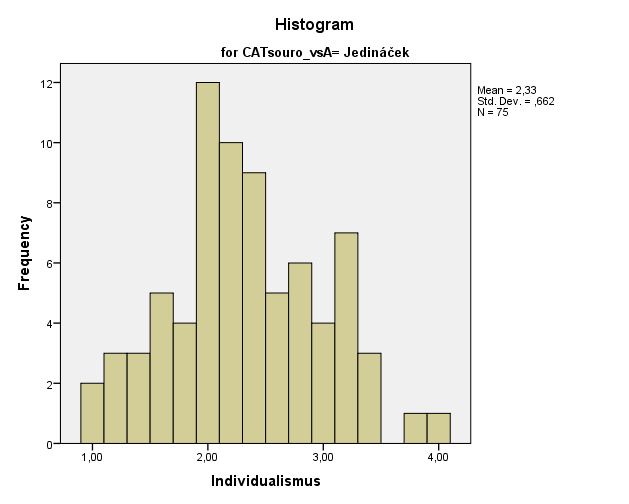 Histogram
for CATsouro_vsA= Jedináček
Mean = 2,33
Std. Dev. = ,662
N = 75
Frequency
12
10
8
6
4
2
0
1,00 2,00 3,00 4,00
Individualismus